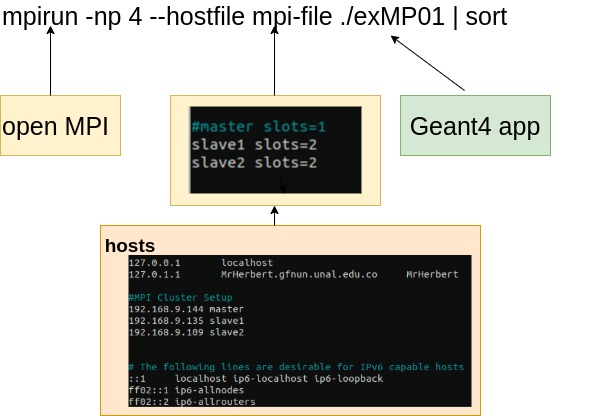 mpirun -np 4 --hostfile mpi-file ./exMP01 | sort
open MPI
#master slots=1
slave1 slots=2
slave2 slots=2
Geant4 app
hosts
127.0.0.1 localhost
127.0.1.1 MrHerbert.gfnun.unal.edu.co MrHerbert
#MPI Cluster Setup
192.168.9.144 master
192.168.9.135 slave1
192.168.9.109 slave2
# The following lines are desirable for IPv6 capable hosts
::1 localhost ip6-localhost ip6-loopback
ff02::1 ip6-allnodes
ff02::2 ip6-allrouters